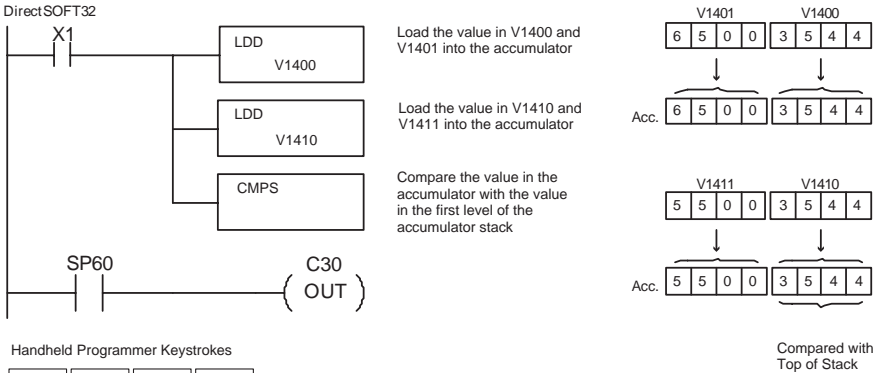 DirectSOFT32
X1
LDD
V1400
Load the value in V1400 and
V1401 into the accumulator
V1401 V1400
6 5 0 0 3 5 4 4
Acc. 6 5 0 0 3 5 4 4
LDD
V1410
Load the value in V1410 and
V1411 into the accumulator
CMPS
Compare the value in the
accumulator with the value
in the first level of the
accumulator stack
V1411 V1410
5 5 0 0 3 5 4 4
Acc. 5 5 0 0 3 5 4 4
Compared with
Top of Stack
SP60
C30
OUT
Handheld Programmer Keystrokes